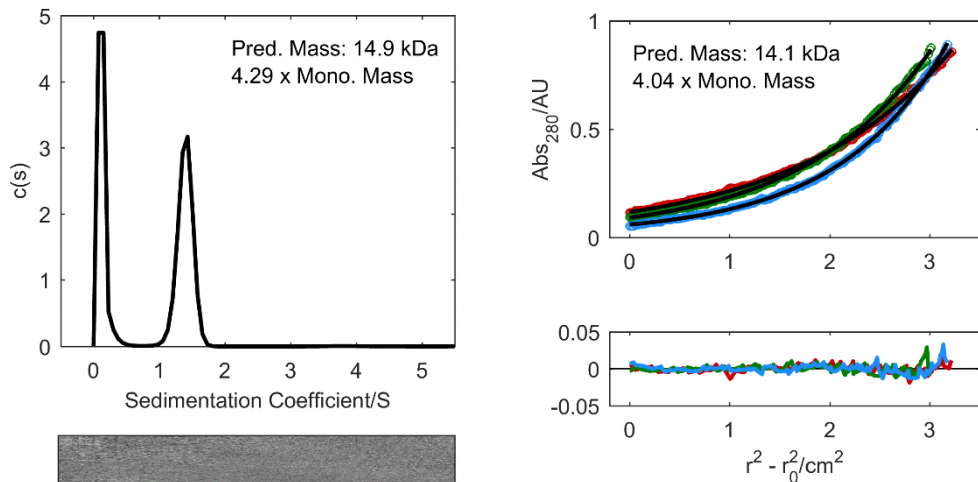 5
4
3
2
1
0
c(s)
Pred. Mass: 14.9 kDa
4.29 x Mono. Mass
0 1 2 3 4 5
Sedimentation Coefficient/S
1
0.5
0
Abs280/AU
Pred. Mass: 14.1 kDa
4.04 x Mono. Mass
0 1 2 3
0.05
0
-0.05
0 1 2 3
r² - r₀²/cm²